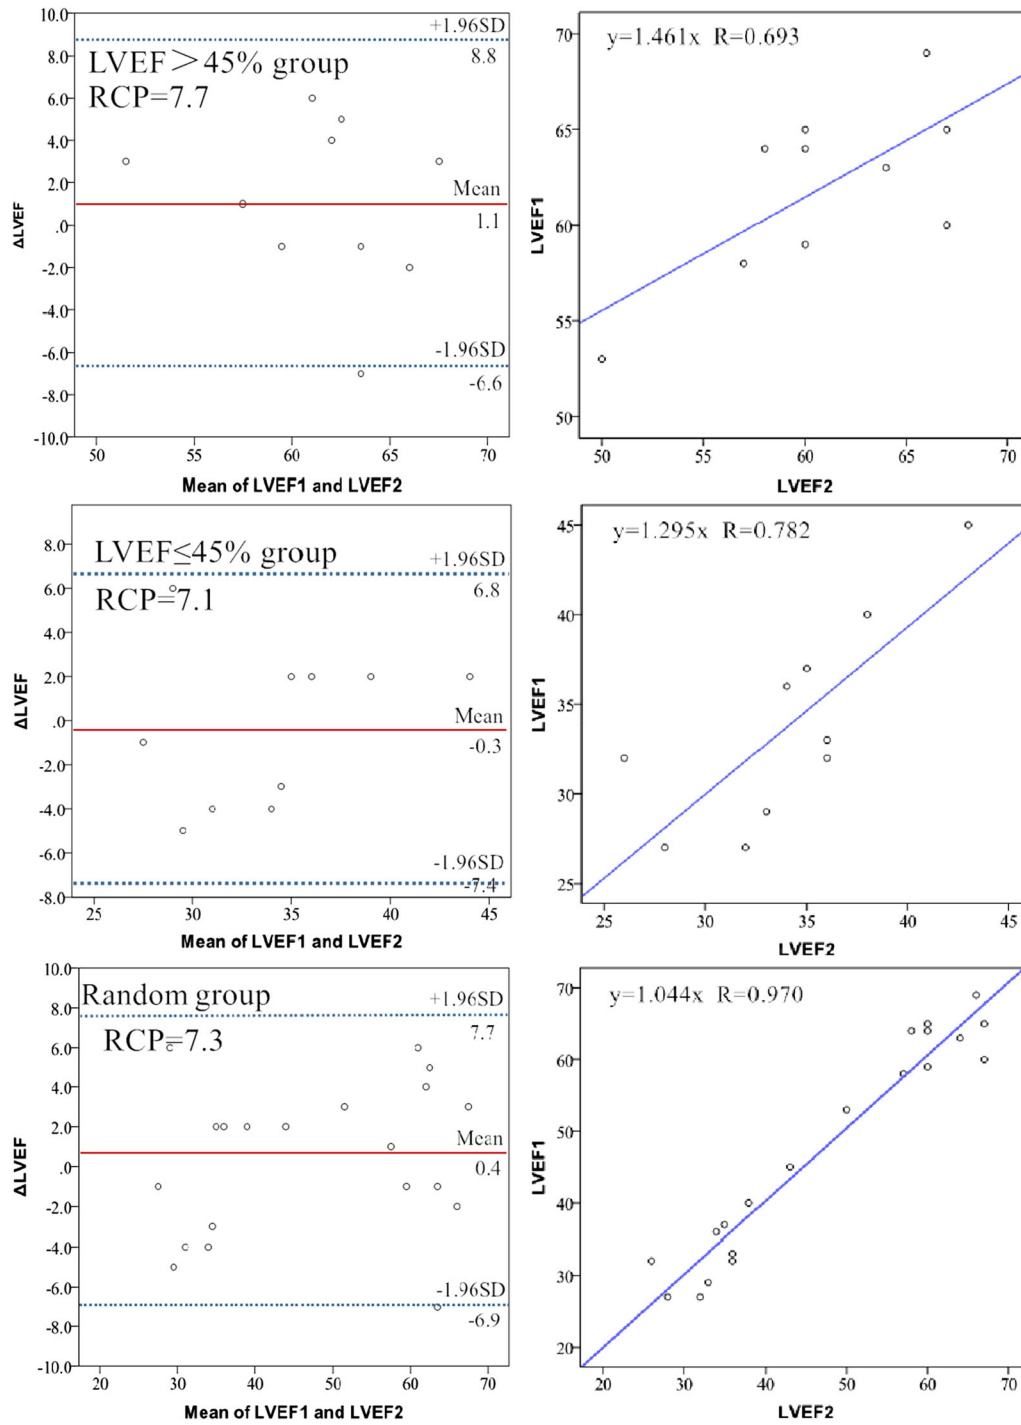 10.0
+1.96SD
8.8
8.0
LVEF＞45% group
6.0
RCP=7.7
4.0
2.0
Mean
1.1
.0
-2.0
-4.0
-6.0
-1.96SD
-6.6
-8.0
-10.0
50 55 60 65 70
ΔLVEF
Mean of LVEF1 and LVEF2
y=1.461x R=0.693
70
65
60
55
50
50 55 60 65 70
LVEF1
LVEF2
8.0
LVEF≤45% group
+1.96SD
6.8
6.0
RCP=7.1
4.0
2.0
Mean
.0
-0.3
-2.0
-4.0
-6.0
-1.96SD
-7.4
-8.0
25 30 35 40 45
ΔLVEF
Mean of LVEF1 and LVEF2
y=1.295x R=0.782
45
40
35
30
25
25 30 35 40 45
LVEF1
LVEF2
10.0
Random group
+1.96SD
8.0
7.7
RCP=7.3
6.0
4.0
2.0
Mean
.0
0.4
-2.0
-4.0
-6.0
-1.96SD
-6.9
-8.0
-10.0
20 30 40 50 60 70
ΔLVEF
Mean of LVEF1 and LVEF2
y=1.044x R=0.970
70
60
50
40
30
20
20 30 40 50 60 70
LVEF1
LVEF2